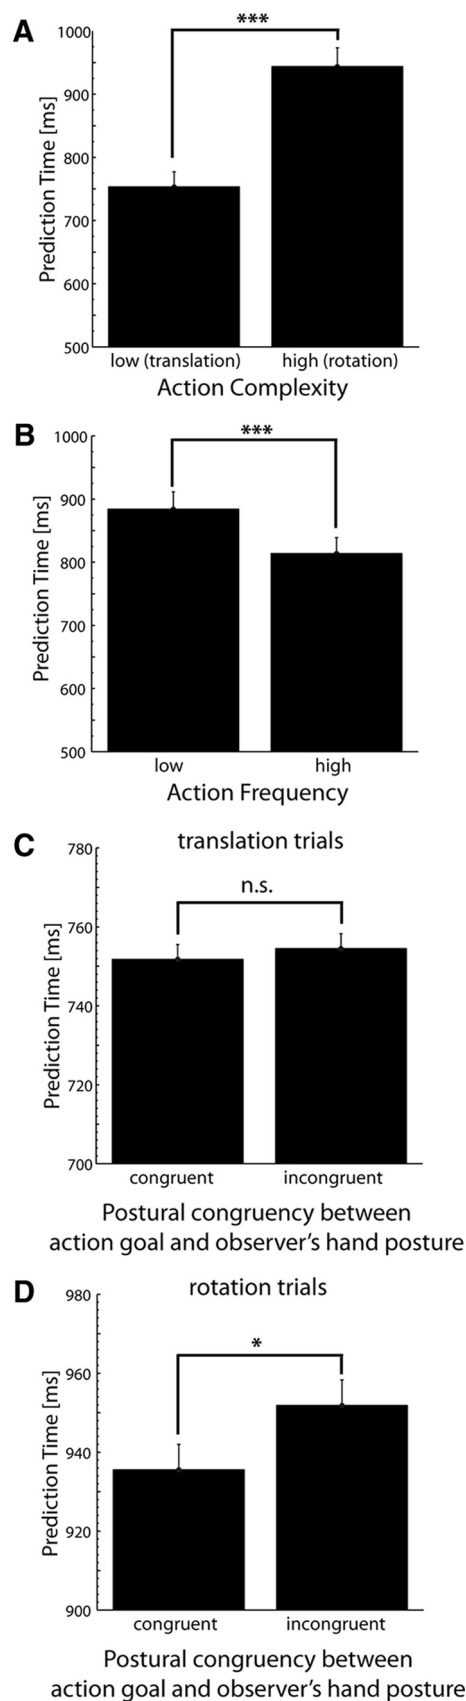 A
***
1000
900
800
700
600
500
Prediction Time [ms]
low (translation) high (rotation)
Action Complexity
B
***
1000
900
800
700
600
500
Prediction Time [ms]
low high
Action Frequency
C
translation trials
n.s.
780
760
740
720
700
Prediction Time [ms]
congruent incongruent
Postural congruency between
action goal and observer's hand posture
D
rotation trials
*
980
960
940
920
900
Prediction Time [ms]
congruent incongruent
Postural congruency between
action goal and observer's hand posture